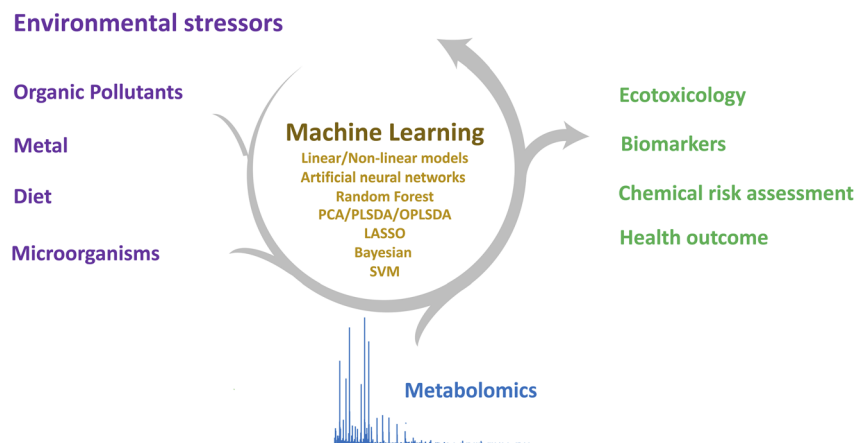 Environmental stressors
Organic Pollutants
Metal
Diet
Microorganisms
Machine Learning
Linear/Non-linear models
Artificial neural networks
Random Forest
PCA/PLSDA/OPLSDA
LASSO
Bayesian
SVM
Metabolomics
Ecotoxicology
Biomarkers
Chemical risk assessment
Health outcome